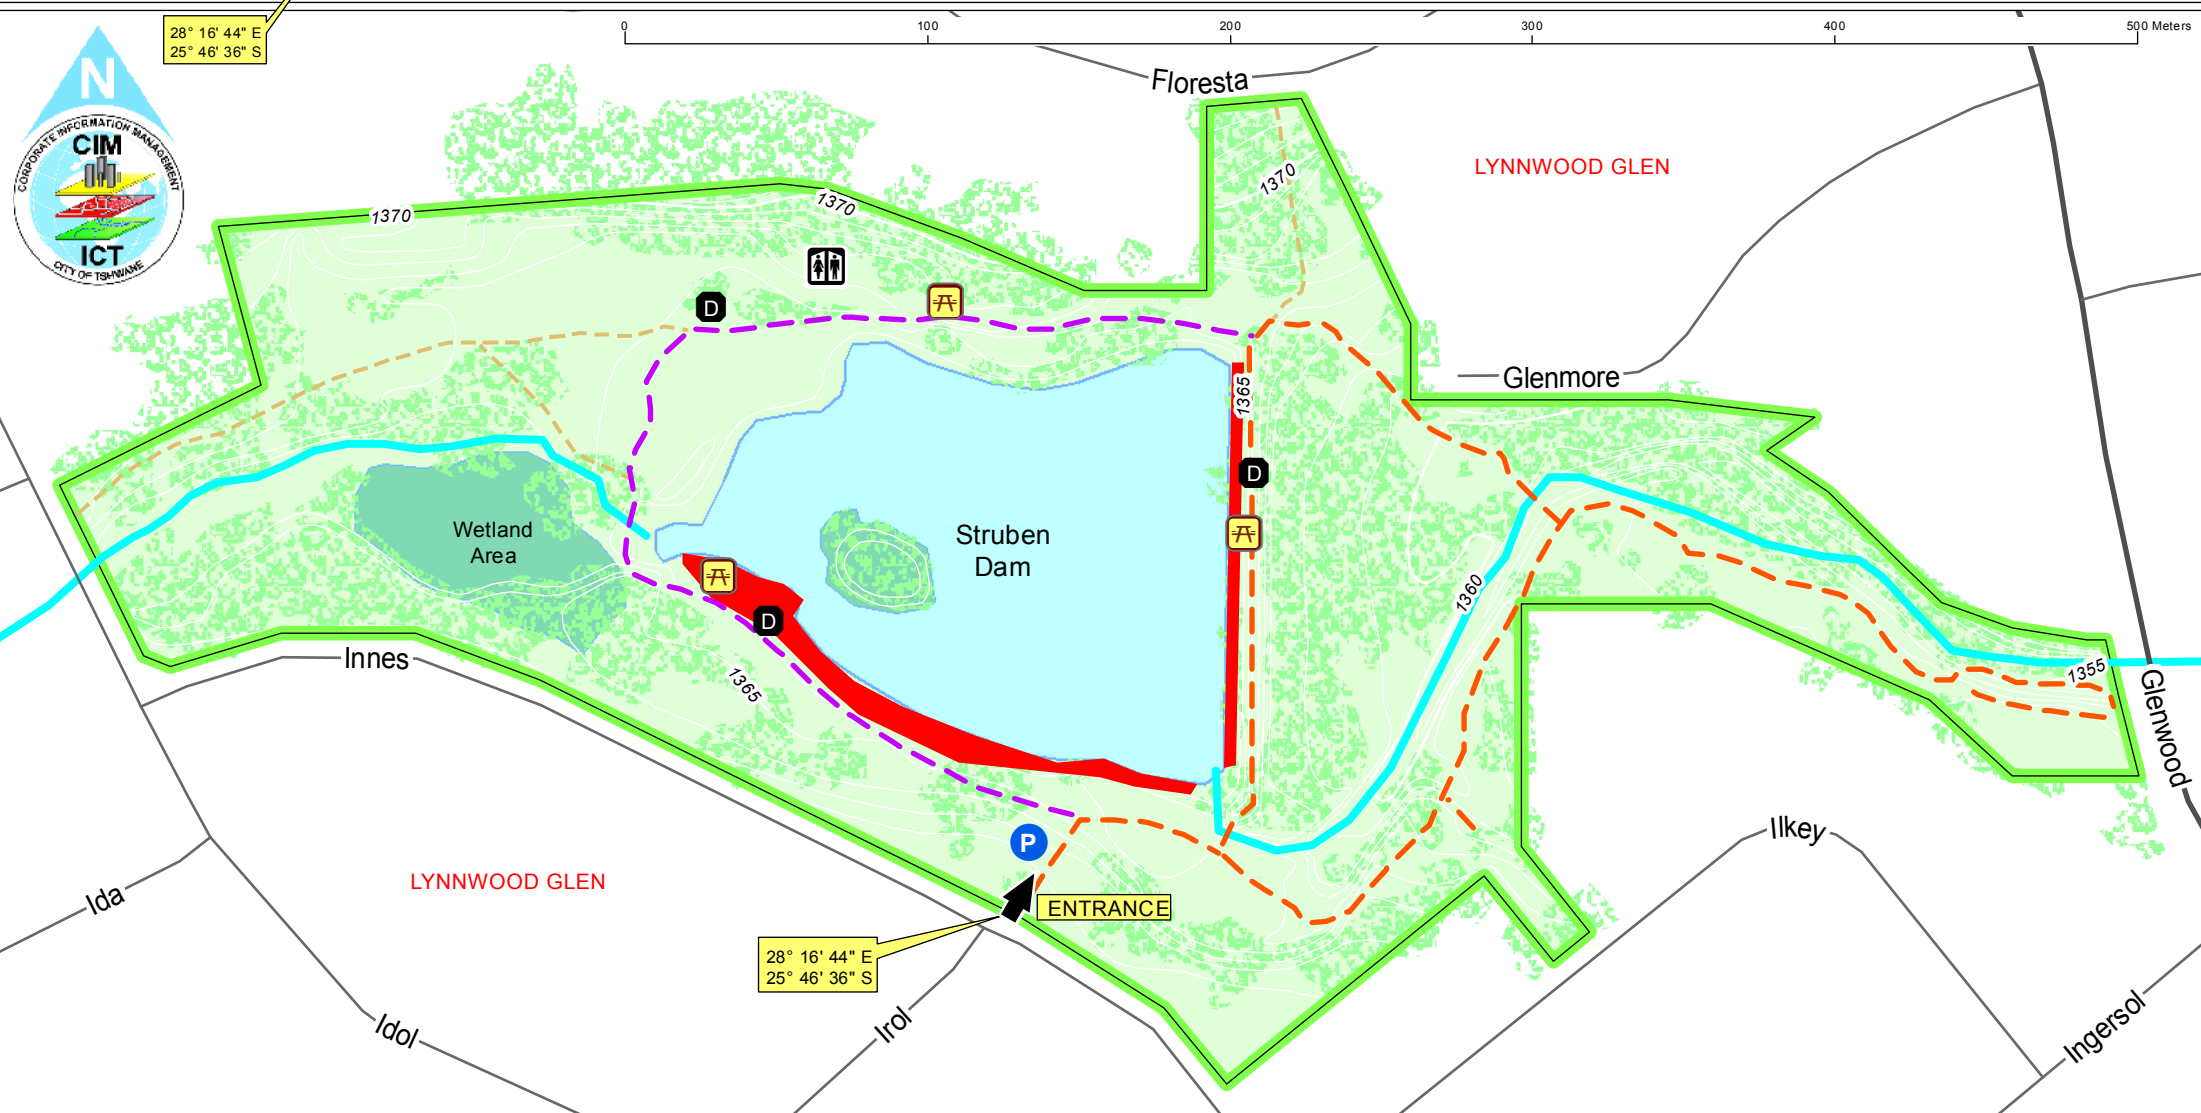 28° 16' 44" E
25° 46' 36" S
0 100 200 300 400 500 Meters
N
CORPORATE INFORMATION MANAGEMENT
CIM
ICT
CITY OF TSHWANE
Floresta
LYNNWOOD GLEN
1370
1370
1370
D
Glenmore
1365
D
Struben
Dam
Wetland
Area
1360
D
Innes
1365
1355
Glenwood
P
Ilkey
LYNNWOOD GLEN
Ida
ENTRANCE
28° 16' 44" E
25° 46' 36" S
Idol
Irol
Ingersol